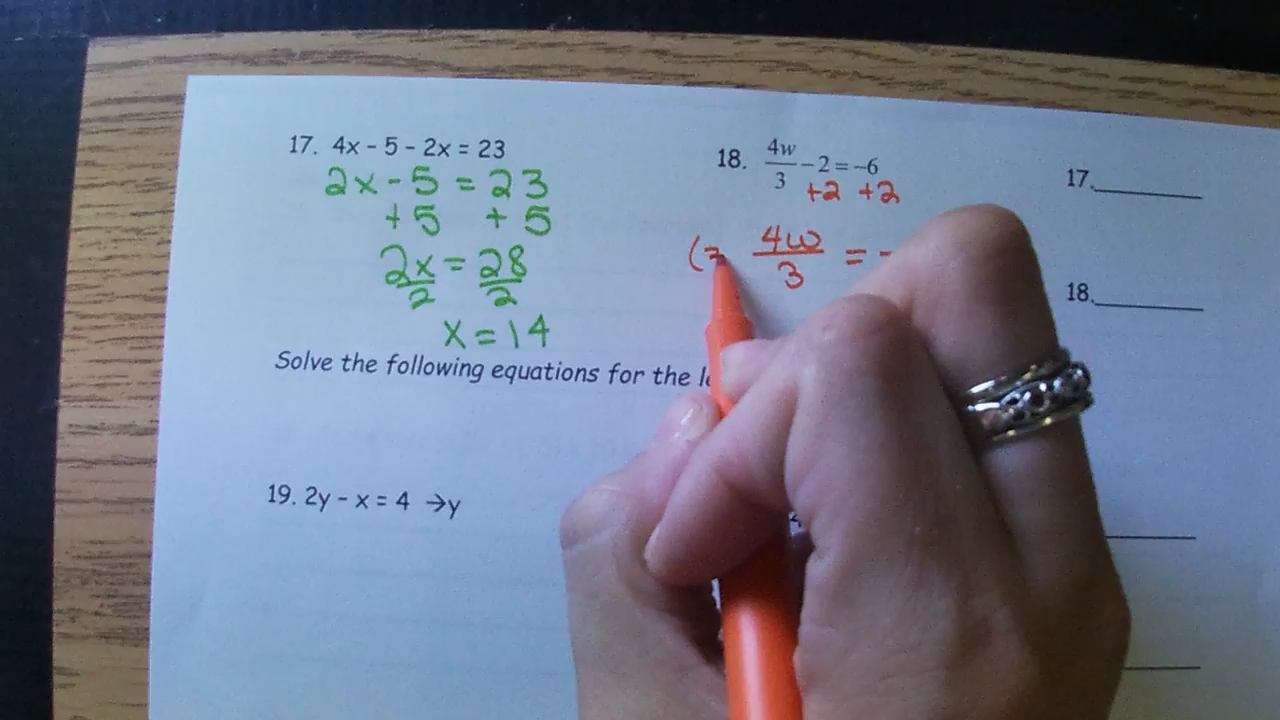 17. 4x - 5 - 2x = 23
2x - 5 = 23
+ 5 + 5
2x/2 = 28/2
x = 14
18. 4w/3 - 2 = -6
+2 +2
4w/3 = -
17.
18.
Solve the following equations for the
19. 2y - x = 4 →y